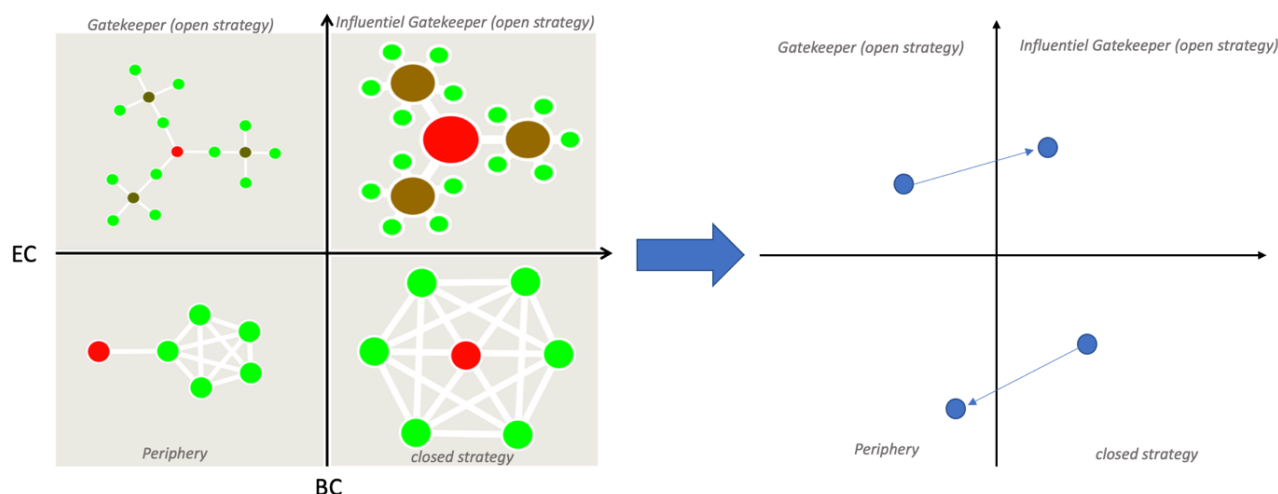 Gatekeeper (open strategy)
Influentiel Gatekeeper (open strategy)
EC
Periphery
closed strategy
BC
Gatekeeper (open strategy)
Influentiel Gatekeeper (open strategy)
Periphery
closed strategy